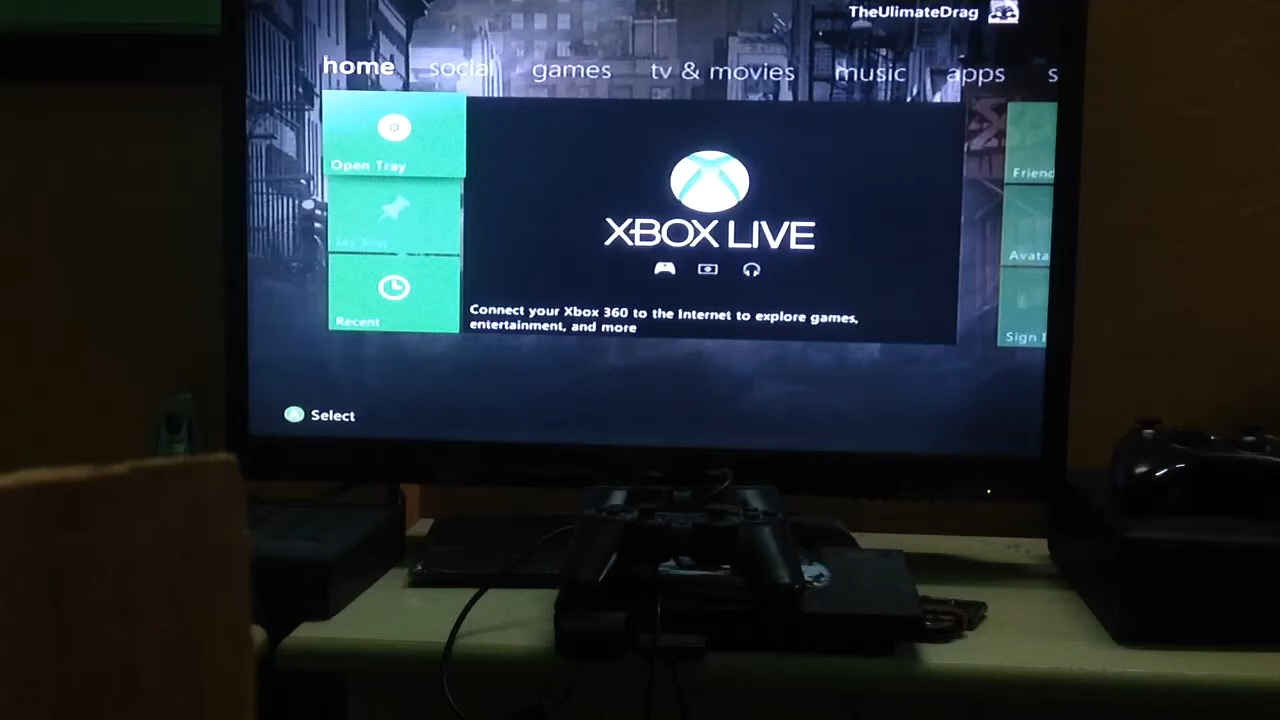 TheUlimateDrag
home social games tv & movies music apps s
Open Tray
Recent
XBOX LIVE
Connect your Xbox 360 to the Internet to explore games,
entertainment, and more
Friend
Avata
Sign
Select